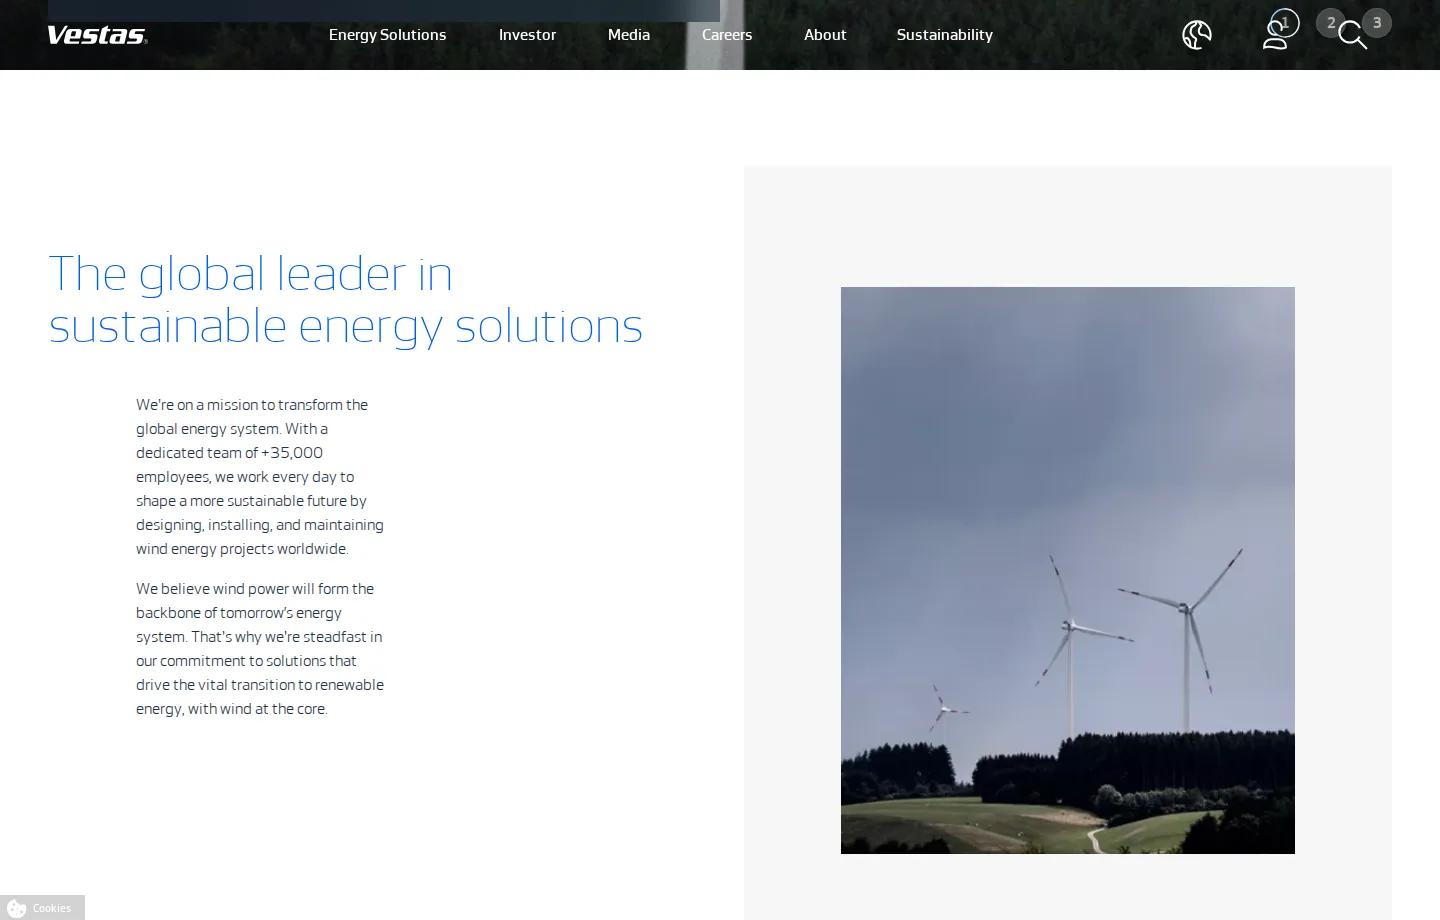 Vestas
Energy Solutions
Investor
Media
Careers
About
Sustainability
1
2
3
The global leader in
sustainable energy solutions
We're on a mission to transform the
global energy system. With a
dedicated team of +35,000
employees, we work every day to
shape a more sustainable future by
designing, installing, and maintaining
wind energy projects worldwide.
We believe wind power will form the
backbone of tomorrow's energy
system. That's why we're steadfast in
our commitment to solutions that
drive the vital transition to renewable
energy, with wind at the core.
Cookies